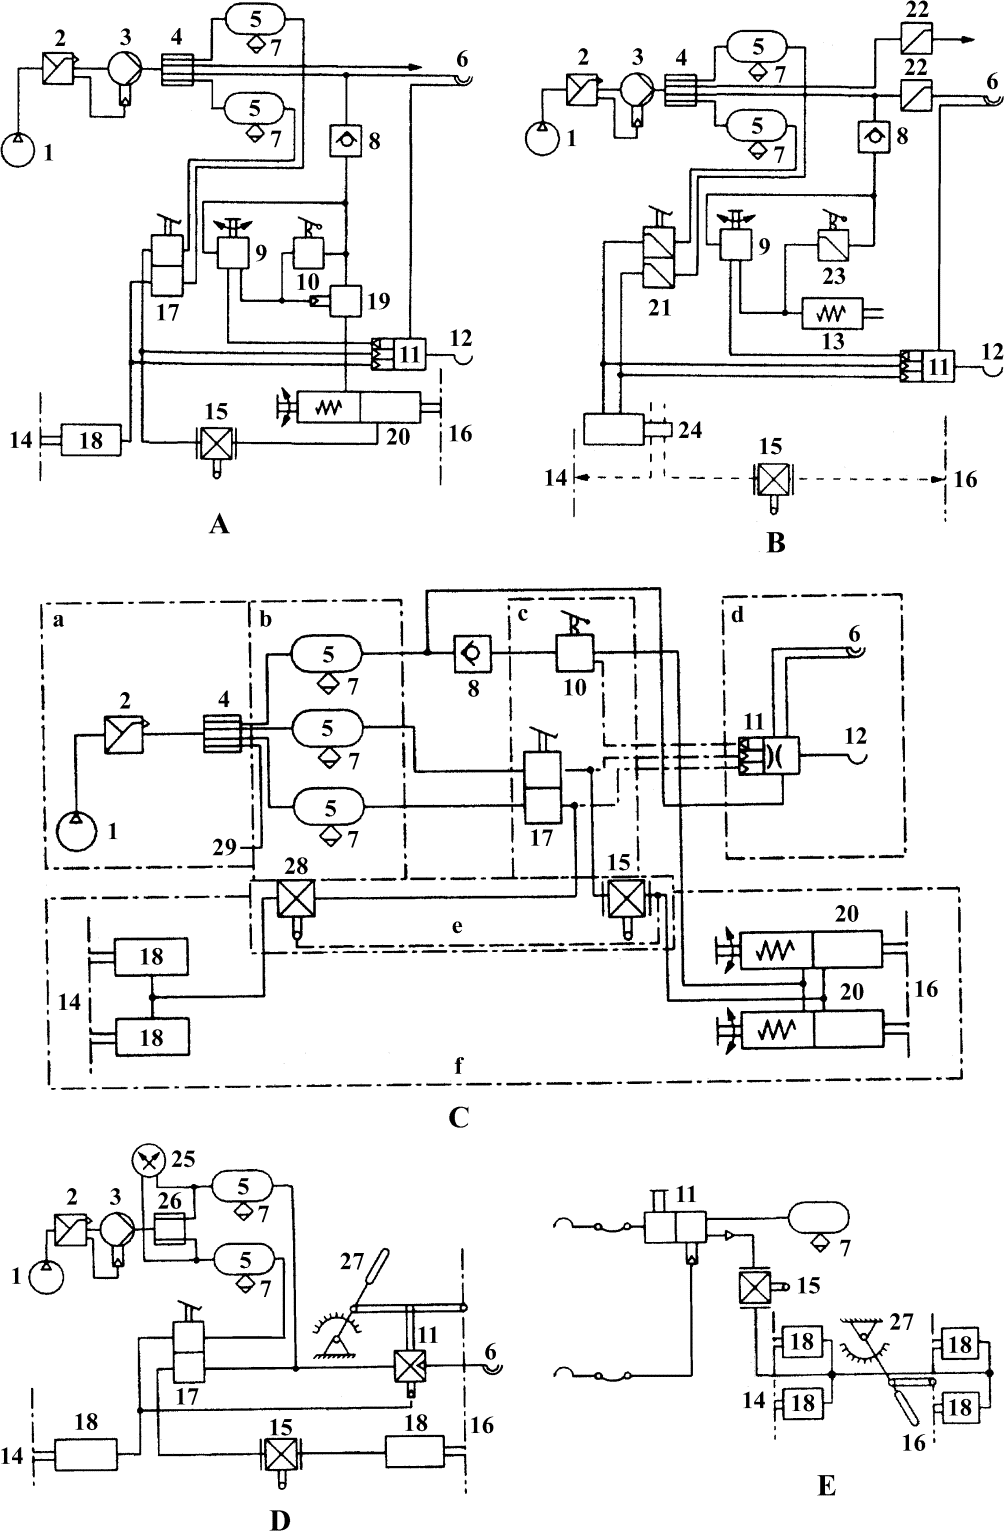 2 3 4 5 7 6
5 7
1 8
9 10 19
17 11 12
14 18 15 20 16
A
2 3 4 5 7 22 22 6
5 7
1 8
9 23
21 13 11 12
24 15
14 16
B
a b c d
5 7 8 10 6
2 4 5 7 11 12
1 5 7 17
29 28 15
e
18 20
14 20 16
18
f
C
25
2 3 26 5 7
1 5 7 27
11 6
17
14 18 15 18 16
D
11
7
15
18 27 18
14 18 18
16
E